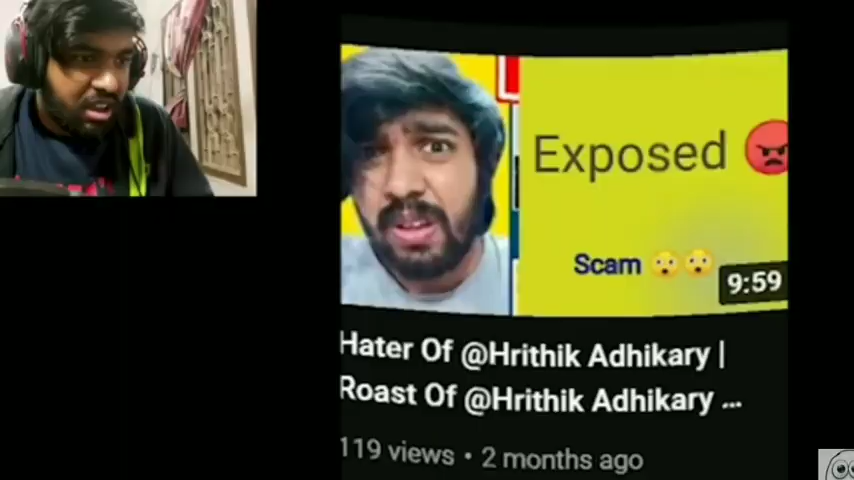 Exposed 😡
Scam 😲😲
9:59
Hater Of @Hrithik Adhikary |
Roast Of @Hrithik Adhikary ...
119 views • 2 months ago